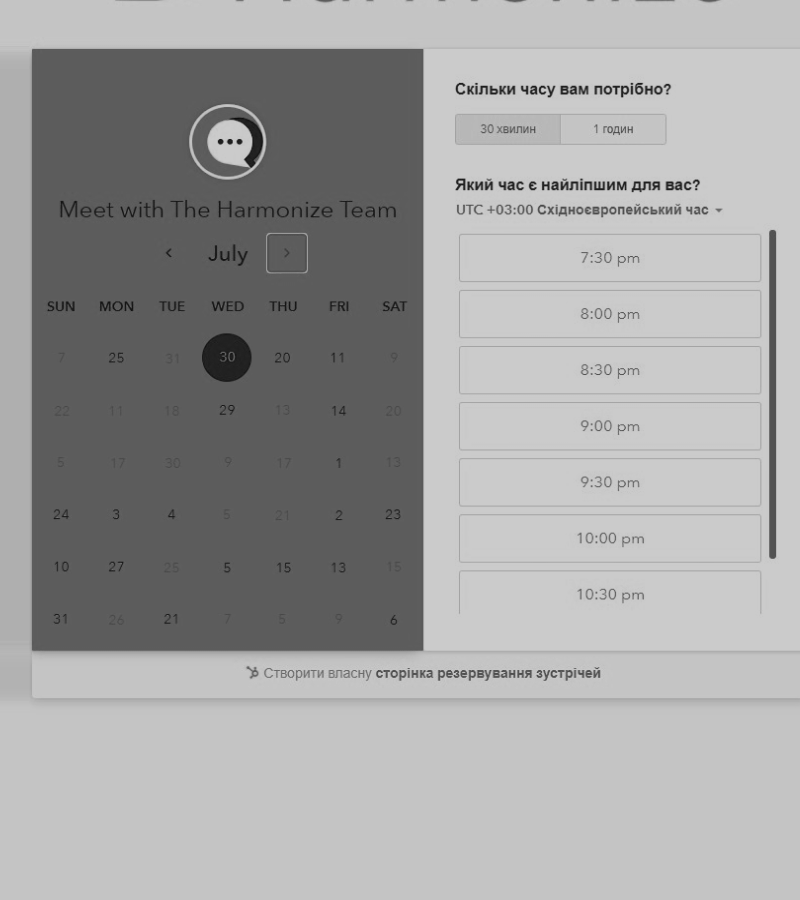 Meet with The Harmonize Team
July
SUN MON TUE WED THU FRI SAT
7 25 31 30 20 11 9
22 11 18 29 13 14 20
5 17 30 9 17 1 13
24 3 4 5 21 2 23
10 27 25 5 15 13 15
31 26 21 7 5 9 6
Скільки часу вам потрібно?
30 хвилин 1 годин
Який час є найліпшим для вас?
UTC +03:00 Східноєвропейський час
7:30 pm
8:00 pm
8:30 pm
9:00 pm
9:30 pm
10:00 pm
10:30 pm
Створити власну сторінка резервування зустрічей